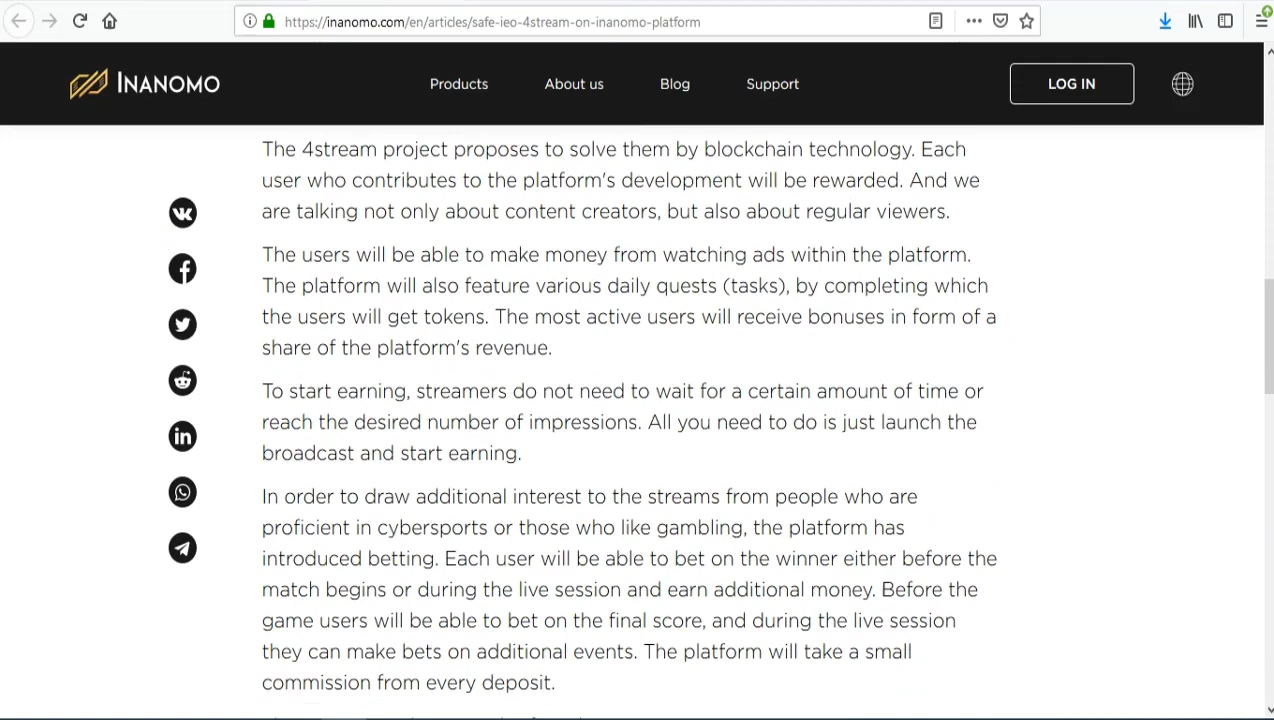 https://inanomo.com/en/articles/safe-ieo-4stream-on-inanomo-platform
INANOMO
Products
About us
Blog
Support
LOG IN
The 4stream project proposes to solve them by blockchain technology. Each
user who contributes to the platform's development will be rewarded. And we
are talking not only about content creators, but also about regular viewers.
The users will be able to make money from watching ads within the platform.
The platform will also feature various daily quests (tasks), by completing which
the users will get tokens. The most active users will receive bonuses in form of a
share of the platform's revenue.
To start earning, streamers do not need to wait for a certain amount of time or
reach the desired number of impressions. All you need to do is just launch the
broadcast and start earning.
In order to draw additional interest to the streams from people who are
proficient in cybersports or those who like gambling, the platform has
introduced betting. Each user will be able to bet on the winner either before the
match begins or during the live session and earn additional money. Before the
game users will be able to bet on the final score, and during the live session
they can make bets on additional events. The platform will take a small
commission from every deposit.